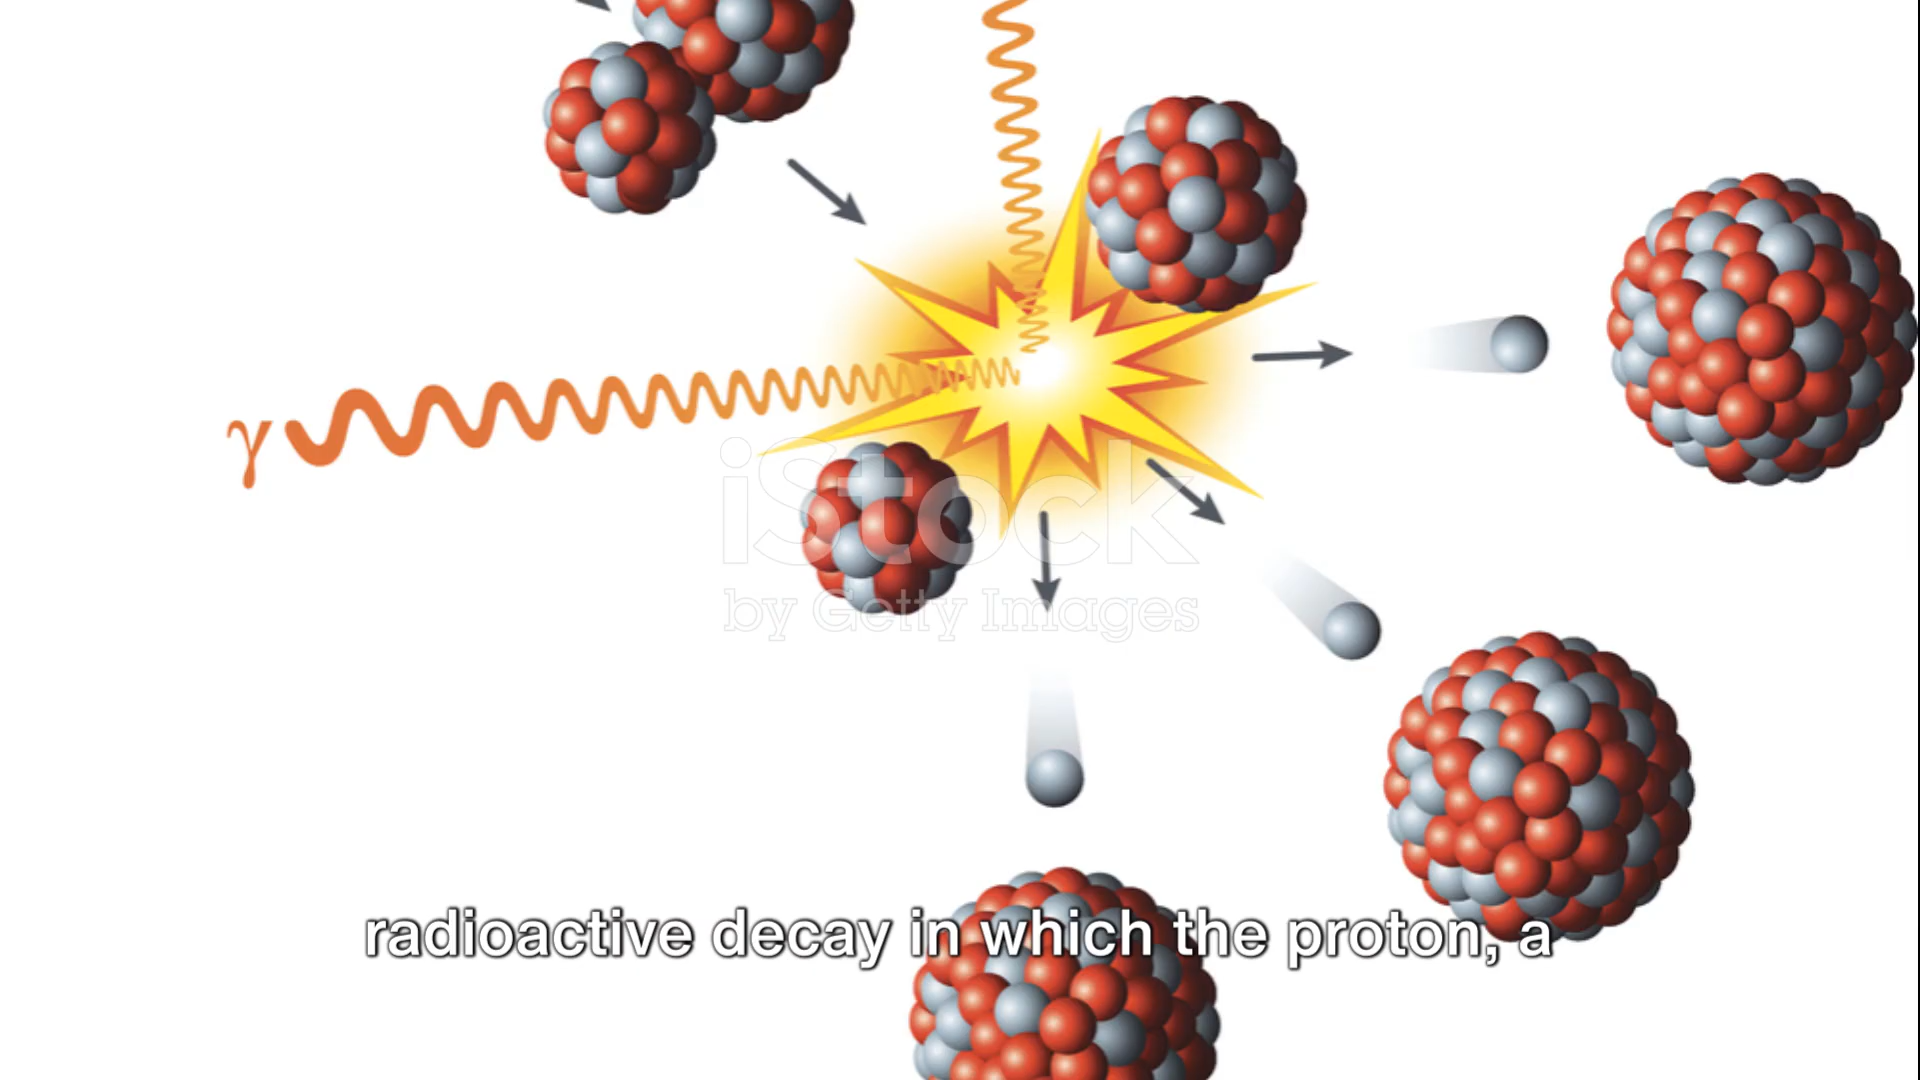 γ
iStock
by Getty Images
radioactive decay in which the proton, a